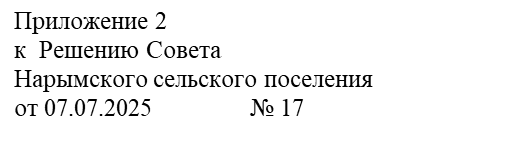 Приложение 2
к  Решению Совета
Нарымского сельского поселения
от 07.07.2025                № 17